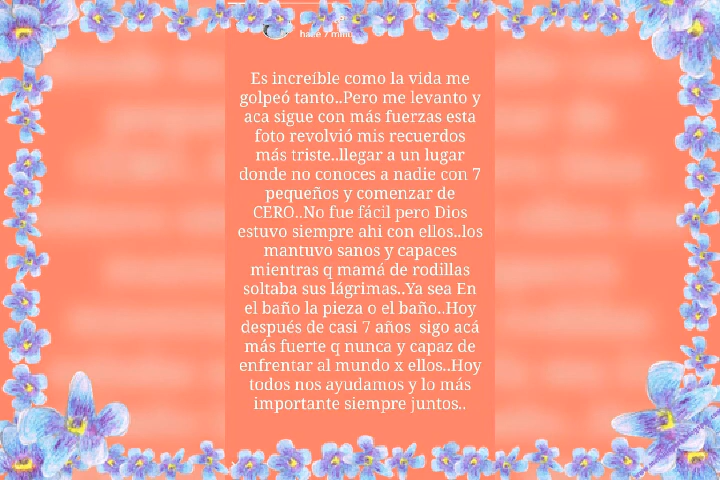 hace 7 minu
Es increíble como la vida me
golpeó tanto..Pero me levanto y
aca sigue con más fuerzas esta
foto revolvió mis recuerdos
más triste..llegar a un lugar
donde no conoces a nadie con 7
pequeños y comenzar de
CERO..No fue fácil pero Dios
estuvo siempre ahi con ellos..los
mantuvo sanos y capaces
mientras q mamá de rodillas
soltaba sus lágrimas..Ya sea En
el baño la pieza o el baño..Hoy
después de casi 7 años sigo acá
más fuerte q nunca y capaz de
enfrentar al mundo x ellos..Hoy
todos nos ayudamos y lo más
importante siempre juntos..